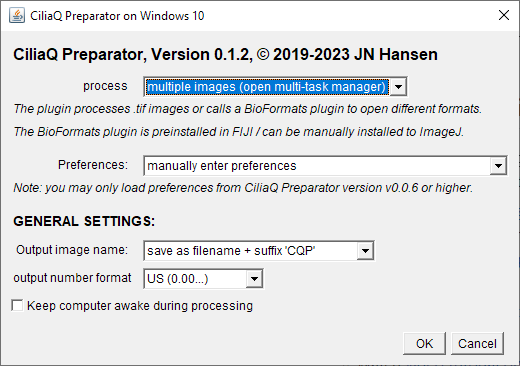 CiliaQ Preparator on Windows 10
CiliaQ Preparator, Version 0.1.2, © 2019-2023 JN Hansen
process multiple images (open multi-task manager)
The plugin processes .tif images or calls a BioFormats plugin to open different formats.
The BioFormats plugin is preinstalled in FIJI / can be manually installed to ImageJ.
Preferences: manually enter preferences
Note: you may only load preferences from CiliaQ Preparator version v0.0.6 or higher.
GENERAL SETTINGS:
Output image name: save as filename + suffix 'CQP'
output number format US (0.00...)
Keep computer awake during processing
OK Cancel